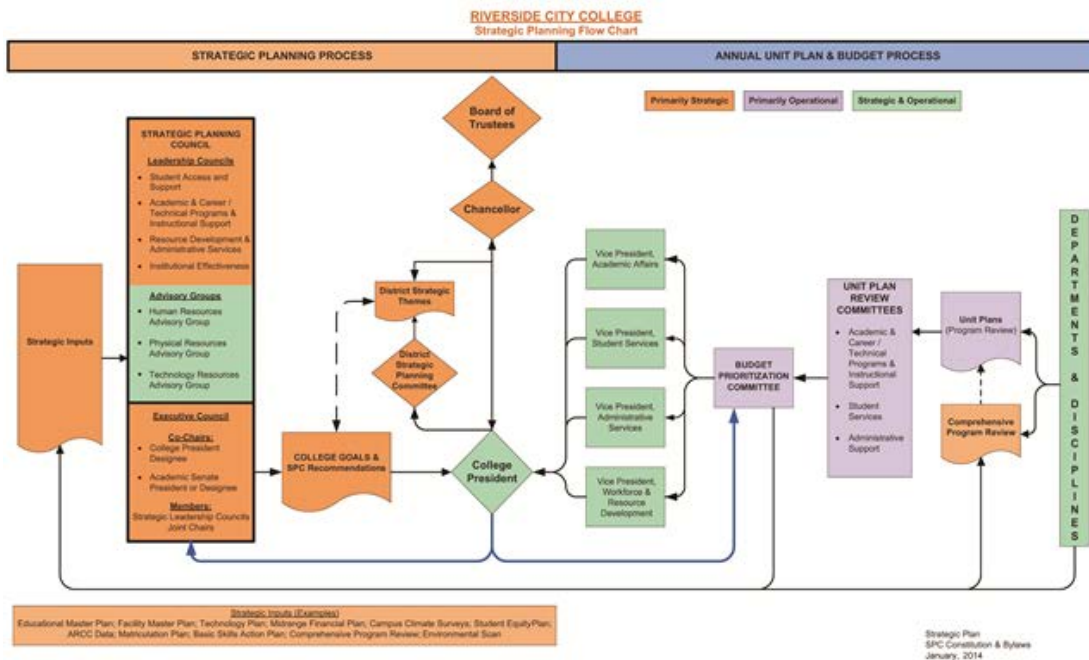 RIVERSIDE CITY COLLEGE
Strategic Planning Flow Chart
STRATEGIC PLANNING PROCESS
ANNUAL UNIT PLAN & BUDGET PROCESS
Primarily Strategic
Primarily Operational
Strategic & Operational
Strategic Inputs
STRATEGIC PLANNING
COUNCIL
Leadership Councils
• Student Access and
Support
• Academic & Career /
Technical Programs &
Instructional Support
• Resource Development &
Administrative Services
• Institutional Effectiveness
Advisory Groups
• Human Resources
Advisory Group
• Physical Resources
Advisory Group
• Technology Resources
Advisory Group
Executive Council
Co-Chairs:
• College President
Designee
• Academic Senate
President or Designee
Members:
Strategic Leadership Councils
Joint Chairs
COLLEGE GOALS &
SPC Recommendations
Board of
Trustees
Chancellor
District Strategic
Themes
District
Strategic
Planning
Committee
College
President
Vice President,
Academic Affairs
Vice President,
Student Services
Vice President,
Administrative
Services
Vice President,
Workforce &
Resource
Development
BUDGET
PRIORITIZATION
COMMITTEE
UNIT PLAN
REVIEW
COMMITTEES
• Academic &
Career /
Technical
Programs &
Instructional
Support
• Student
Services
• Administrative
Support
Unit Plans
(Program Review)
Comprehensive
Program Review
DEPARTMENTS & DISCIPLINES
Strategic Inputs (Examples)
Educational Master Plan; Facility Master Plan; Technology Plan; Midrange Financial Plan; Campus Climate Surveys; Student EquityPlan;
ARCC Data; Matriculation Plan; Basic Skills Action Plan; Comprehensive Program Review; Environmental Scan
Strategic Plan
SPC Constitution & Bylaws
January, 2014